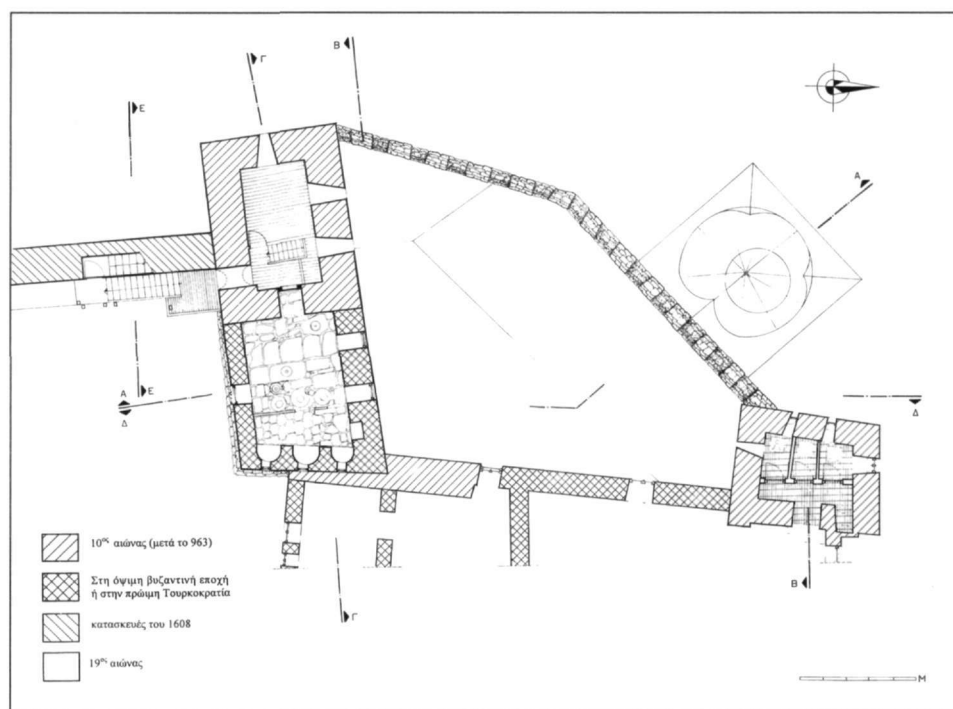 Β
Γ
Ε
Α
Α
Ε
Δ
Δ
10ος αιώνας (μετά το 963)
Στη όψιμη βυζαντινή εποχή
ή στην πρώιμη Τουρκοκρατία
κατασκευές του 1608
19ος αιώνας
Β
Γ
Μ